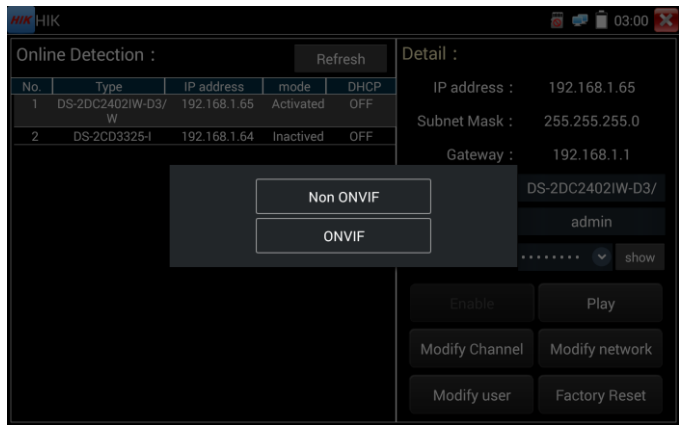 HIK HIK 03:00
Online Detection : Refresh
No. Type IP address mode DHCP
1 DS-2DC2402IW-D3/ 192.168.1.65 Activated OFF
W
2 DS-2CD3325-I 192.168.1.64 Inactived OFF
Non ONVIF
ONVIF
Detail :
IP address : 192.168.1.65
Subnet Mask : 255.255.255.0
Gateway : 192.168.1.1
DS-2DC2402IW-D3/
admin
show
Enable Play
Modify Channel Modify network
Modify user Factory Reset